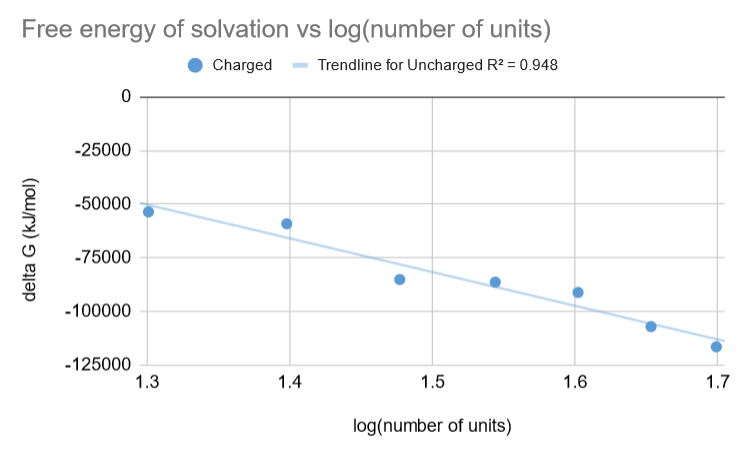 Free energy of solvation vs log(number of units)
Charged Trendline for Uncharged R² = 0.948
0
-25000
-50000
-75000
-100000
-125000
delta G (kJ/mol)
1.3 1.4 1.5 1.6 1.7
log(number of units)